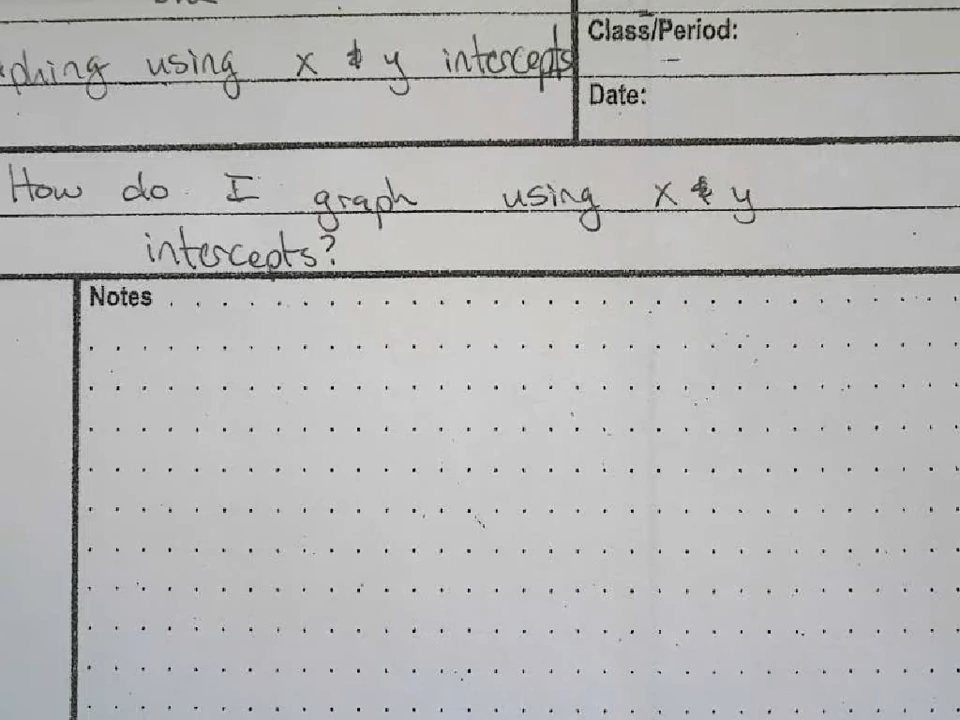 using x & y intercepts
Class/Period:
Date:
How do I graph using x & y
intercepts?
Notes